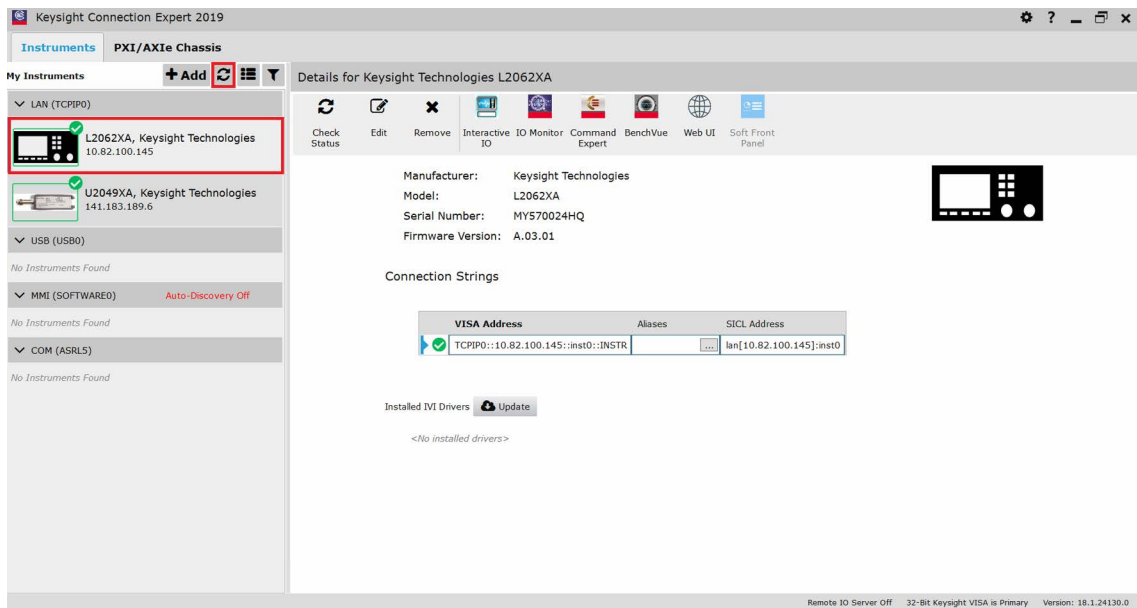 Keysight Connection Expert 2019
?
Instruments PXI/AXIe Chassis
My Instruments
+ Add
LAN (TCPIP0)
L2062XA, Keysight Technologies
10.82.100.145
U2049XA, Keysight Technologies
141.183.189.6
USB (USB0)
No Instruments Found
MMI (SOFTWARE0) Auto-Discovery Off
No Instruments Found
COM (ASRL5)
No Instruments Found
Details for Keysight Technologies L2062XA
Check Status
Edit
Remove
Interactive IO
IO Monitor
Command Expert
BenchVue
Web UI
Soft Front Panel
Manufacturer: Keysight Technologies
Model: L2062XA
Serial Number: MY570024HQ
Firmware Version: A.03.01
Connection Strings
VISA Address Aliases SICL Address
TCPIP0::10.82.100.145::inst0::INSTR ... lan[10.82.100.145]:inst0
Installed IVI Drivers Update
<No installed drivers>
Remote IO Server Off 32-Bit Keysight VISA is Primary Version: 18.1.24130.0